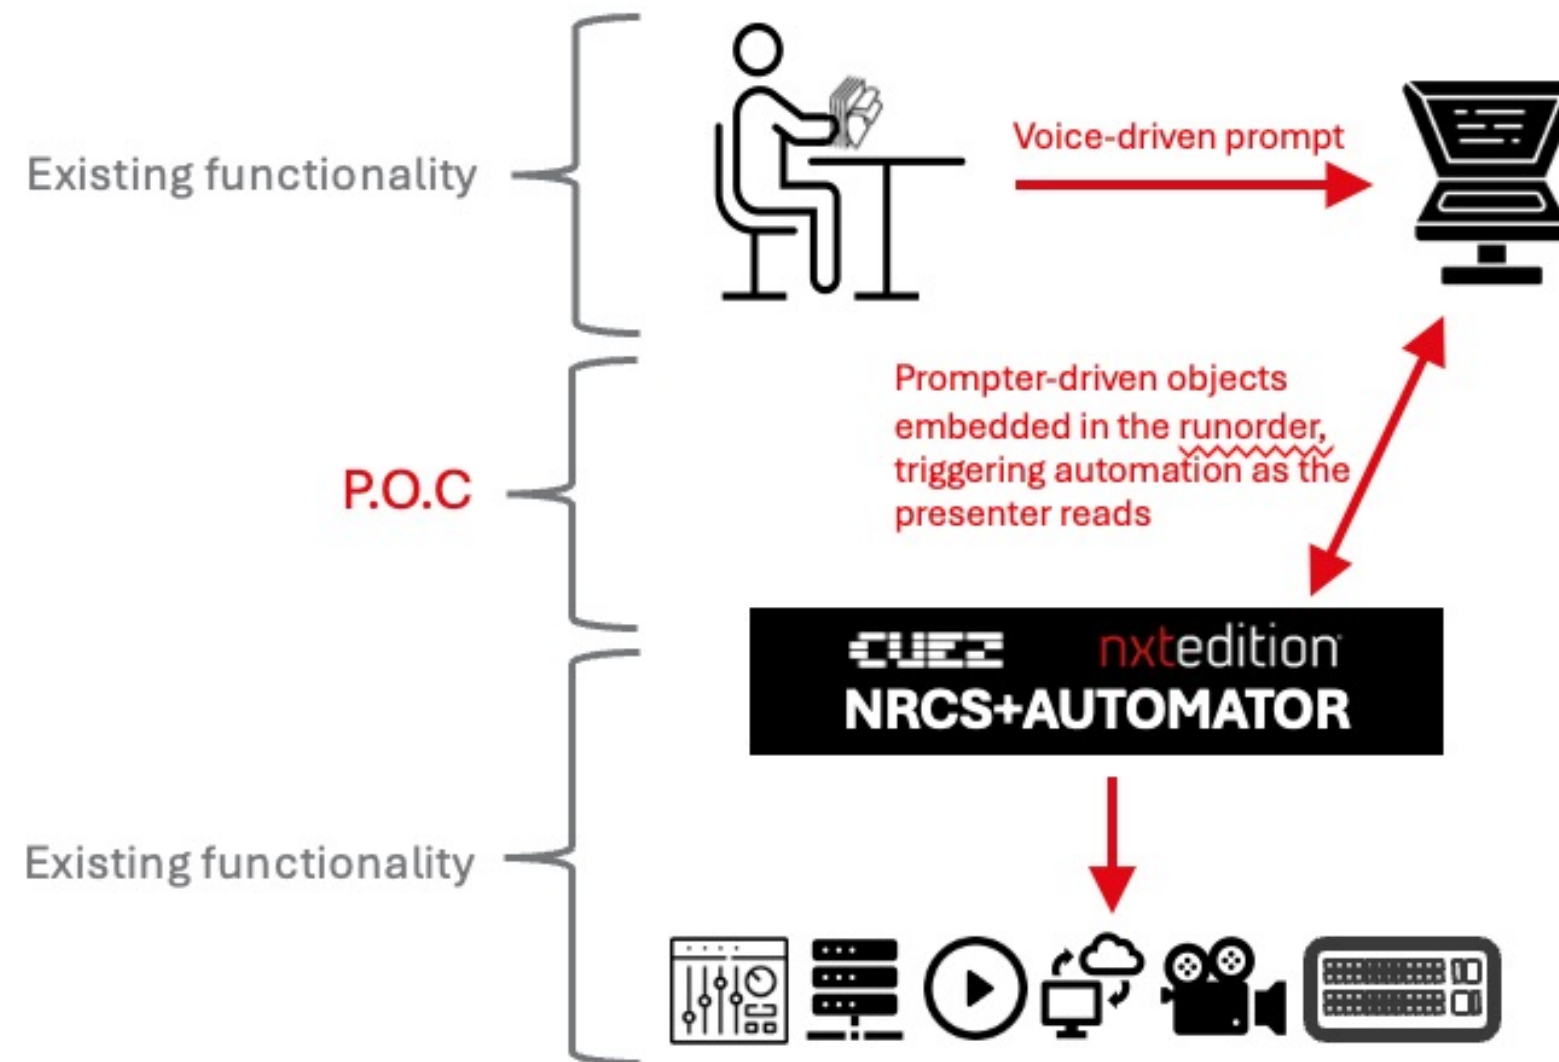 Existing functionality
Voice-driven prompt
Prompter-driven objects
embedded in the runorder,
triggering automation as the
presenter reads
P.O.C
CUEZ nxtedition
NRCS+AUTOMATOR
Existing functionality